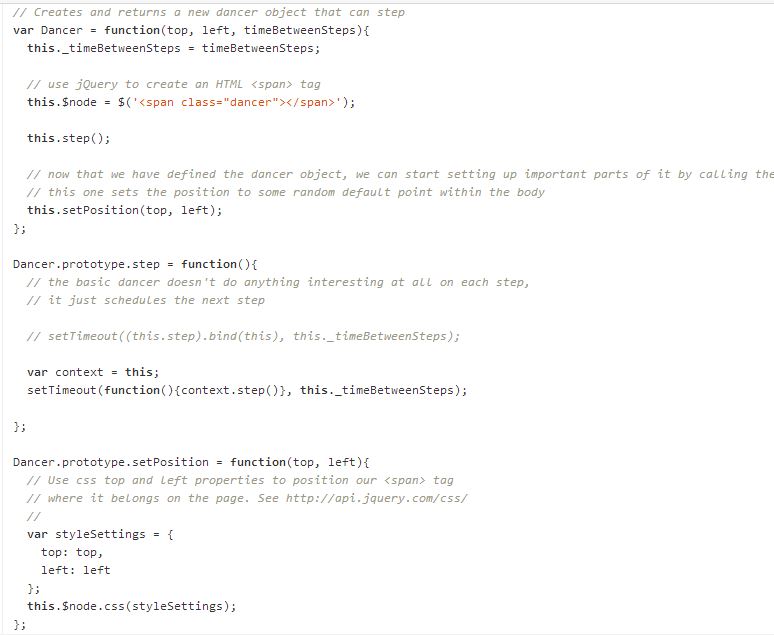 // Creates and returns a new dancer object that can step
var Dancer = function(top, left, timeBetweenSteps){
  this._timeBetweenSteps = timeBetweenSteps;
  // use jQuery to create an HTML <span> tag
  this.$node = $('<span class="dancer"></span>');
  this.step();
  // now that we have defined the dancer object, we can start setting up important parts of it by calling the
  // this one sets the position to some random default point within the body
  this.setPosition(top, left);
};
Dancer.prototype.step = function(){
  // the basic dancer doesn't do anything interesting at all on each step,
  // it just schedules the next step
  // setTimeout((this.step).bind(this), this._timeBetweenSteps);
  var context = this;
  setTimeout(function(){context.step()}, this._timeBetweenSteps);
};
Dancer.prototype.setPosition = function(top, left){
  // Use css top and left properties to position our <span> tag
  // where it belongs on the page. See http://api.jquery.com/css/
  //
  var styleSettings = {
    top: top,
    left: left
  };
  this.$node.css(styleSettings);
};